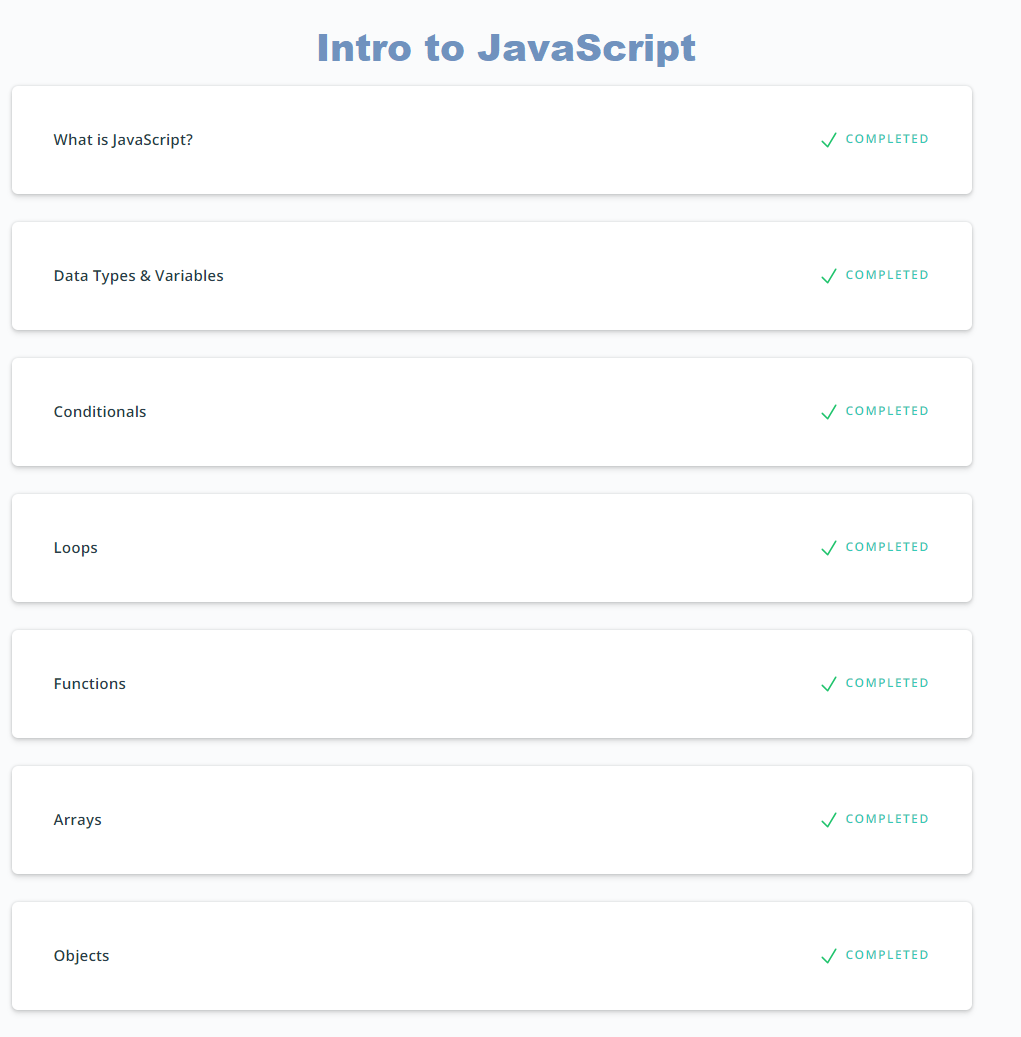 Intro to JavaScript
What is JavaScript? COMPLETED
Data Types & Variables COMPLETED
Conditionals COMPLETED
Loops COMPLETED
Functions COMPLETED
Arrays COMPLETED
Objects COMPLETED